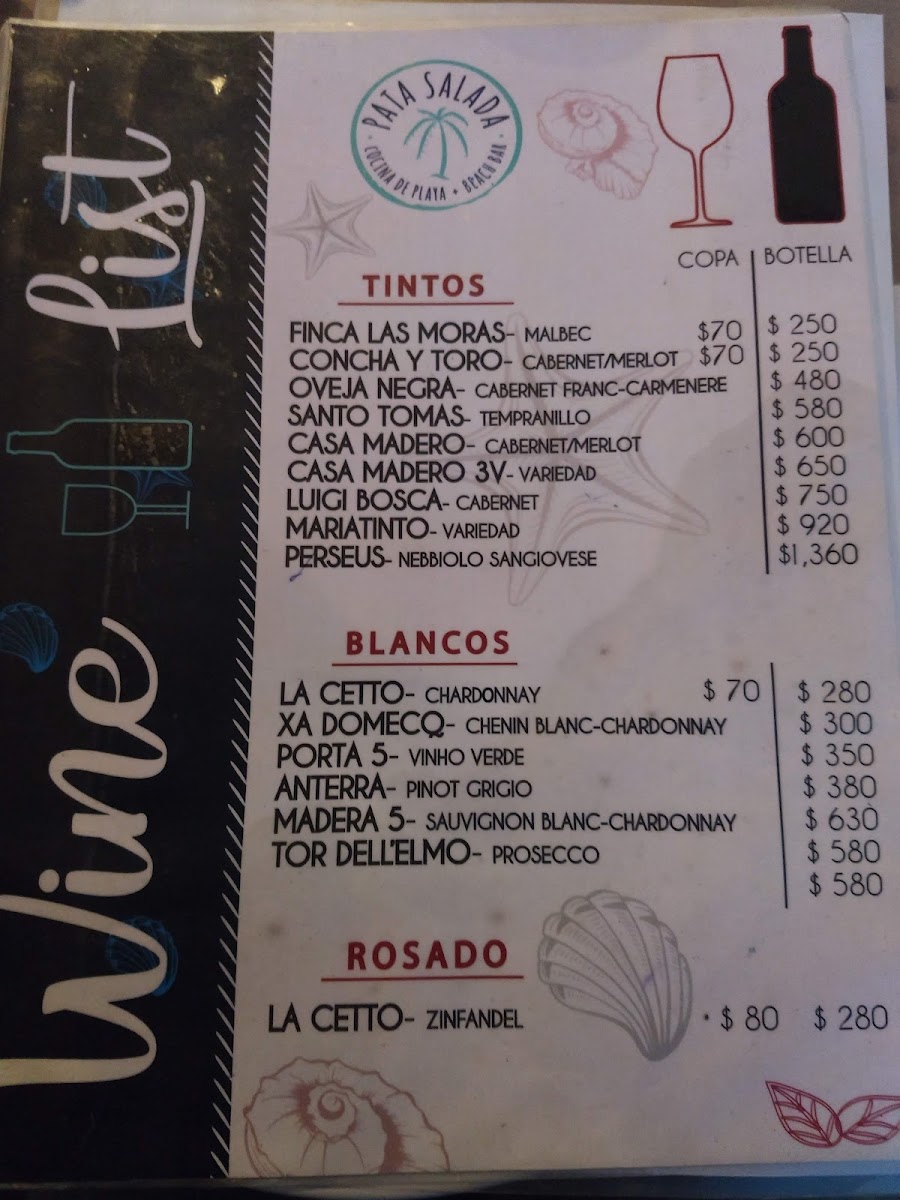 Wine List
PATA SALADA
COCINA DE PLAYA + BEACH BAR
COPA BOTELLA
TINTOS
FINCA LAS MORAS- MALBEC $70 $ 250
CONCHA Y TORO- CABERNET/MERLOT $70 $ 250
OVEJA NEGRA- CABERNET FRANC-CARMENERE $ 480
SANTO TOMAS- TEMPRANILLO $ 580
CASA MADERO- CABERNET/MERLOT $ 600
CASA MADERO 3V- VARIEDAD $ 650
LUIGI BOSCA- CABERNET $ 750
MARIATINTO- VARIEDAD $ 920
PERSEUS- NEBBIOLO SANGIOVESE $1,360
BLANCOS
LA CETTO- CHARDONNAY $ 70 $ 280
XA DOMECQ- CHENIN BLANC-CHARDONNAY $ 300
PORTA 5- VINHO VERDE $ 350
ANTERRA- PINOT GRIGIO $ 380
MADERA 5- SAUVIGNON BLANC-CHARDONNAY $ 630
TOR DELL'ELMO- PROSECCO $ 580
$ 580
ROSADO
LA CETTO- ZINFANDEL $ 80 $ 280